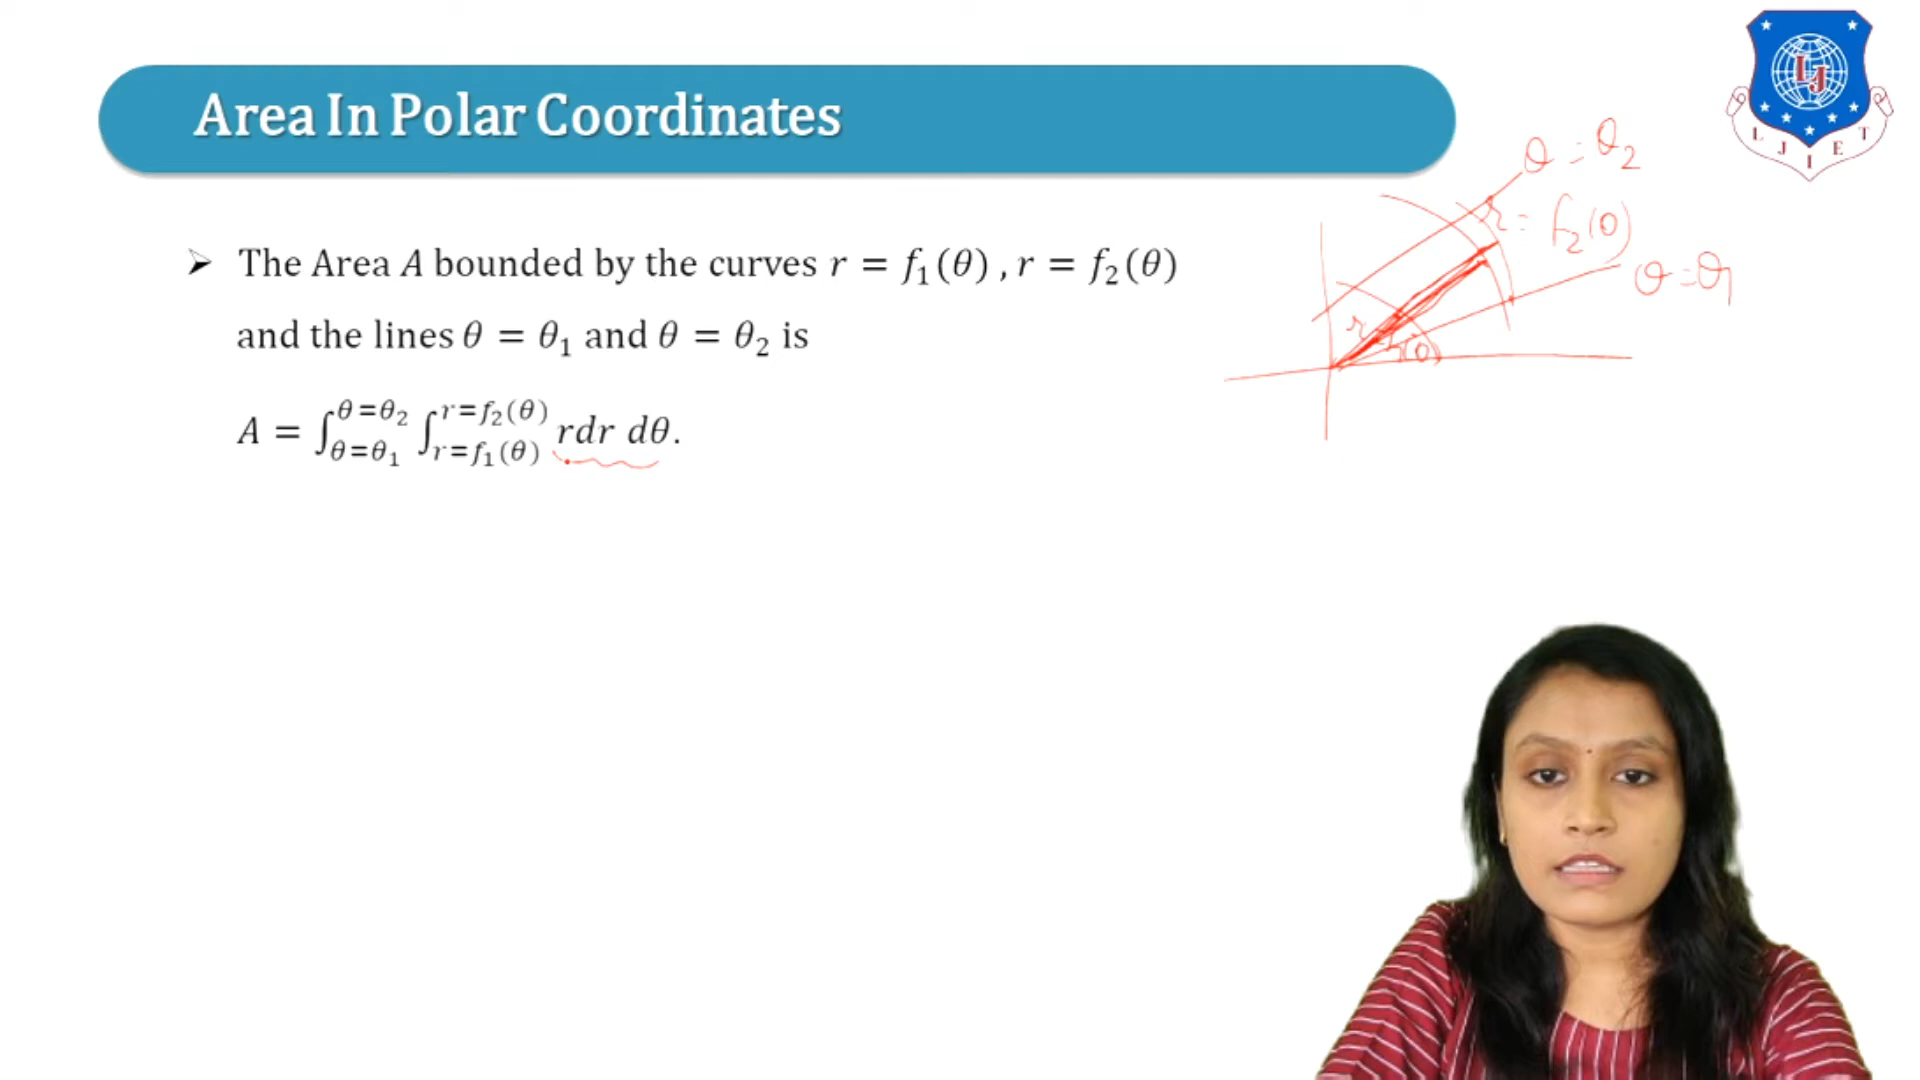 Area In Polar Coordinates
➢ The Area A bounded by the curves r = f₁(θ) , r = f₂(θ)
and the lines θ = θ₁ and θ = θ₂ is
A = ∫_{θ=θ₁}^{θ=θ₂} ∫_{r=f₁(θ)}^{r=f₂(θ)} rdr dθ.
θ = θ₂
r = f₂(θ)
θ = θ₁
L J I E T
LJ